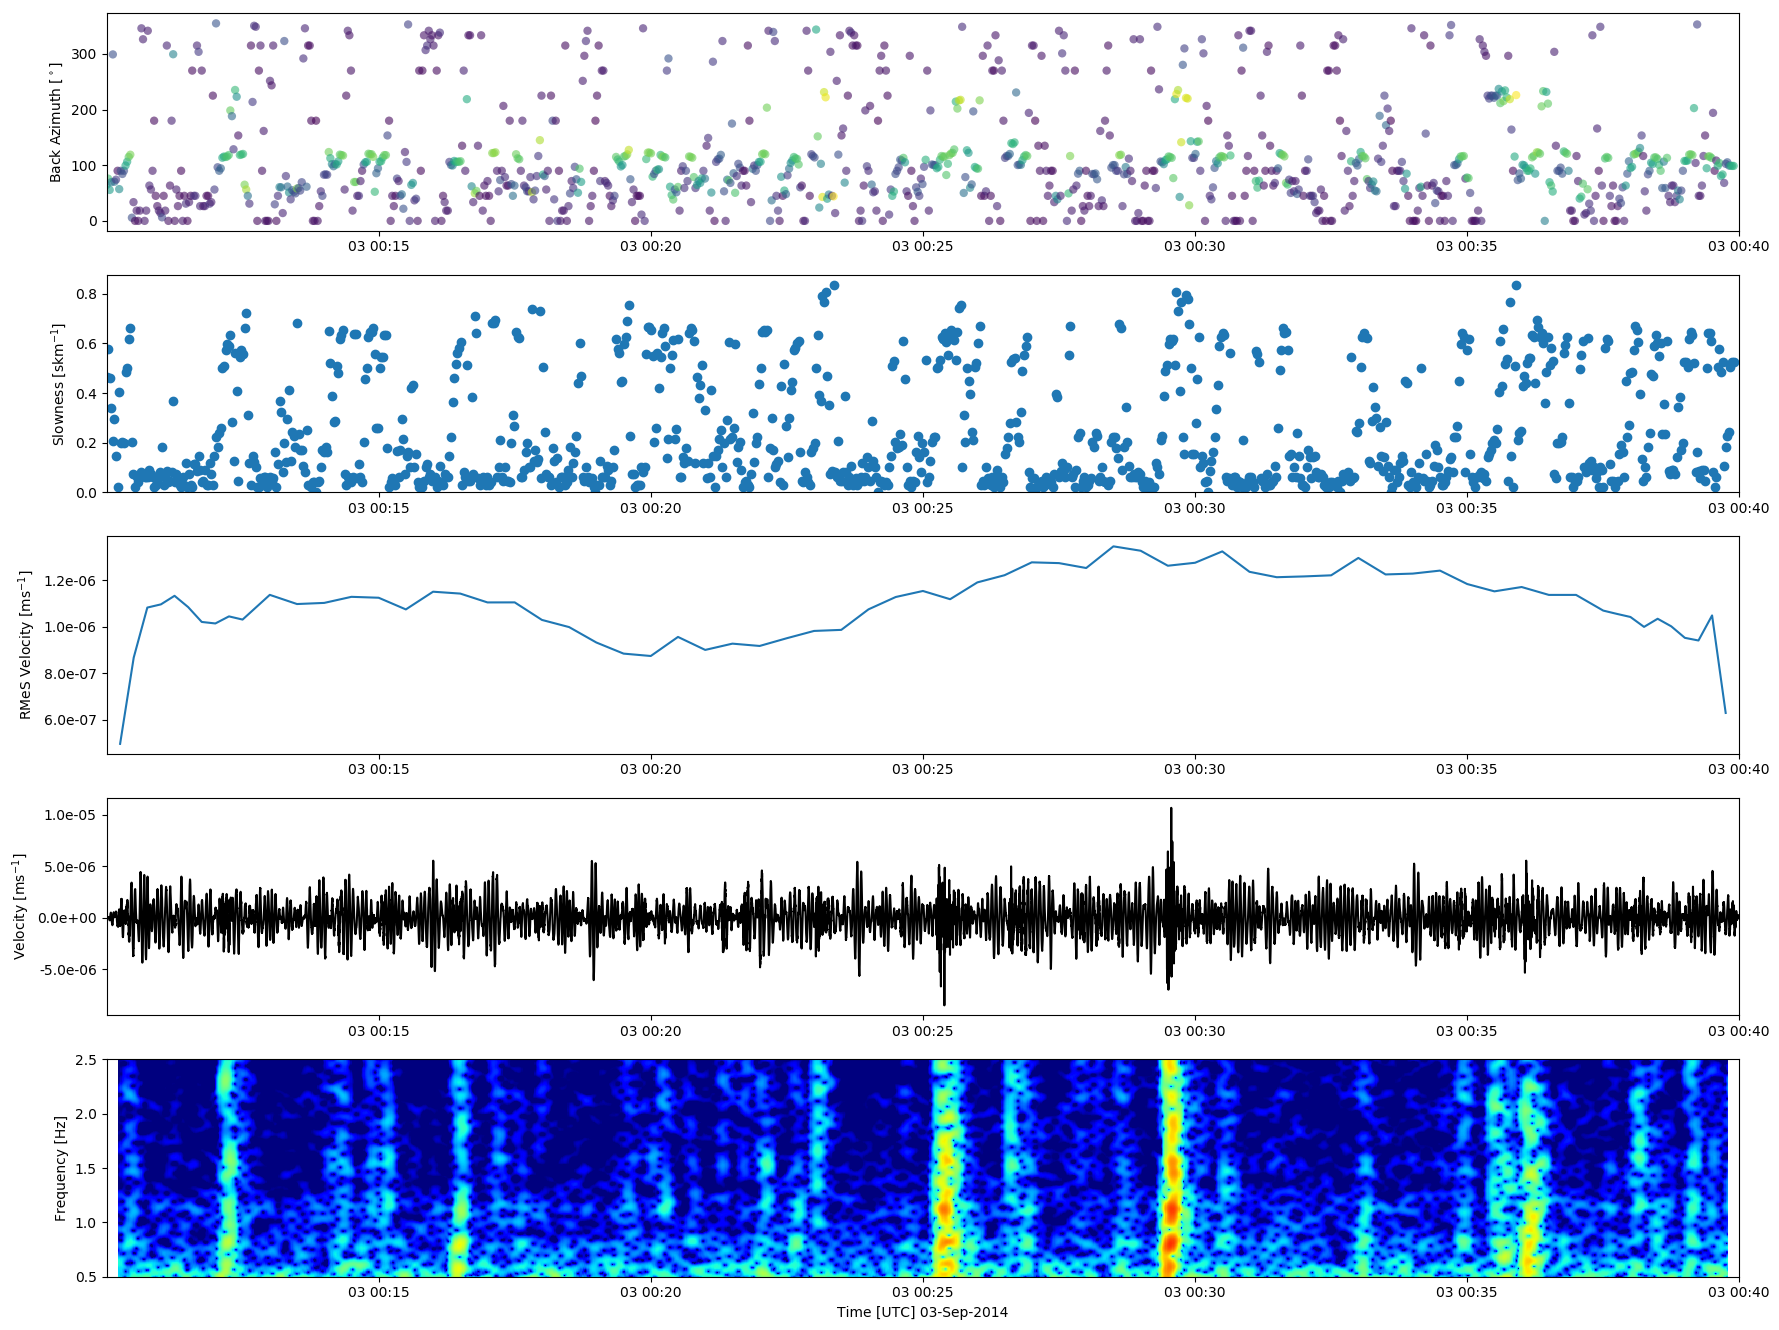 Back Azimuth [ ° ]
300
200
100
0
03 00:15 03 00:20 03 00:25 03 00:30 03 00:35 03 00:40
Slowness [skm⁻¹]
0.8
0.6
0.4
0.2
0.0
03 00:15 03 00:20 03 00:25 03 00:30 03 00:35 03 00:40
RMeS Velocity [ms⁻¹]
1.2e-06
1.0e-06
8.0e-07
6.0e-07
03 00:15 03 00:20 03 00:25 03 00:30 03 00:35 03 00:40
Velocity [ms⁻¹]
1.0e-05
5.0e-06
0.0e+00
-5.0e-06
03 00:15 03 00:20 03 00:25 03 00:30 03 00:35 03 00:40
Frequency [Hz]
2.5
2.0
1.5
1.0
0.5
03 00:15 03 00:20 03 00:25 03 00:30 03 00:35 03 00:40
Time [UTC] 03-Sep-2014